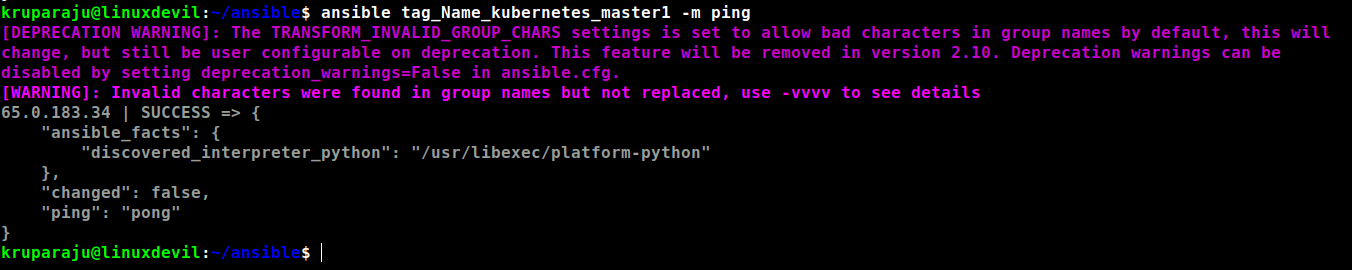 kruparaju@linuxdevil:~/ansible$ ansible tag_Name_kubernetes_master1 -m ping
[DEPRECATION WARNING]: The TRANSFORM_INVALID_GROUP_CHARS settings is set to allow bad characters in group names by default, this will
change, but still be user configurable on deprecation. This feature will be removed in version 2.10. Deprecation warnings can be
disabled by setting deprecation_warnings=False in ansible.cfg.
[WARNING]: Invalid characters were found in group names but not replaced, use -vvvv to see details
65.0.183.34 | SUCCESS => {
    "ansible_facts": {
        "discovered_interpreter_python": "/usr/libexec/platform-python"
    },
    "changed": false,
    "ping": "pong"
}
kruparaju@linuxdevil:~/ansible$